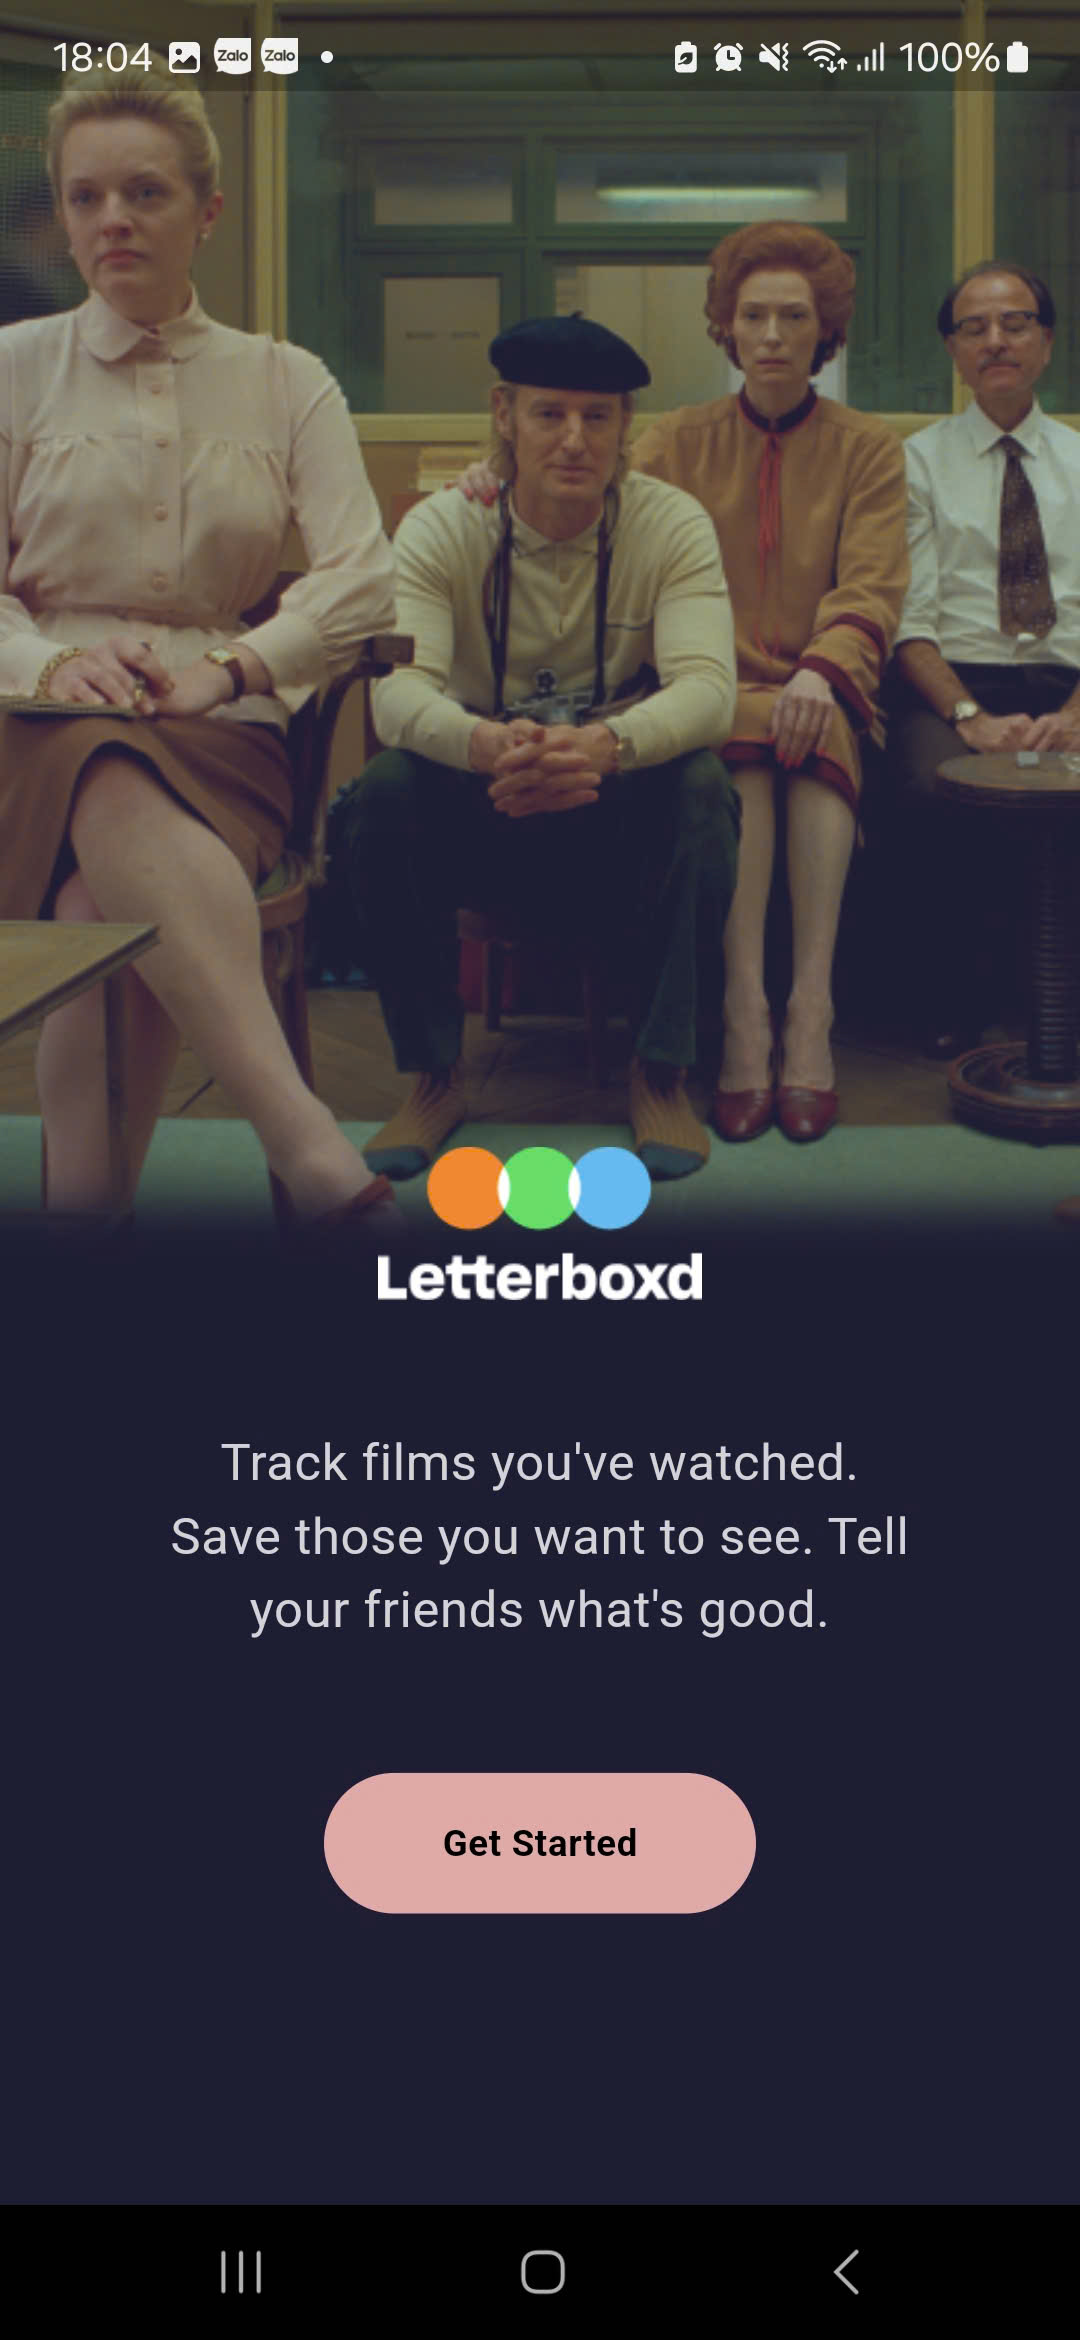 18:04 Zalo Zalo 100%
Letterboxd
Track films you've watched.
Save those you want to see. Tell
your friends what's good.
Get Started